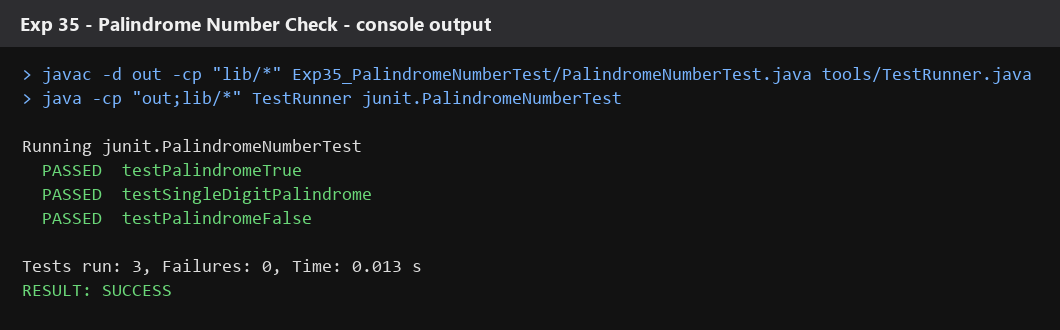 Exp 35 - Palindrome Number Check - console output
> javac -d out -cp "lib/*" Exp35_PalindromeNumberTest/PalindromeNumberTest.java tools/TestRunner.java
> java -cp "out;lib/*" TestRunner junit.PalindromeNumberTest
Running junit.PalindromeNumberTest
PASSED  testPalindromeTrue
PASSED  testSingleDigitPalindrome
PASSED  testPalindromeFalse
Tests run: 3, Failures: 0, Time: 0.013 s
RESULT: SUCCESS